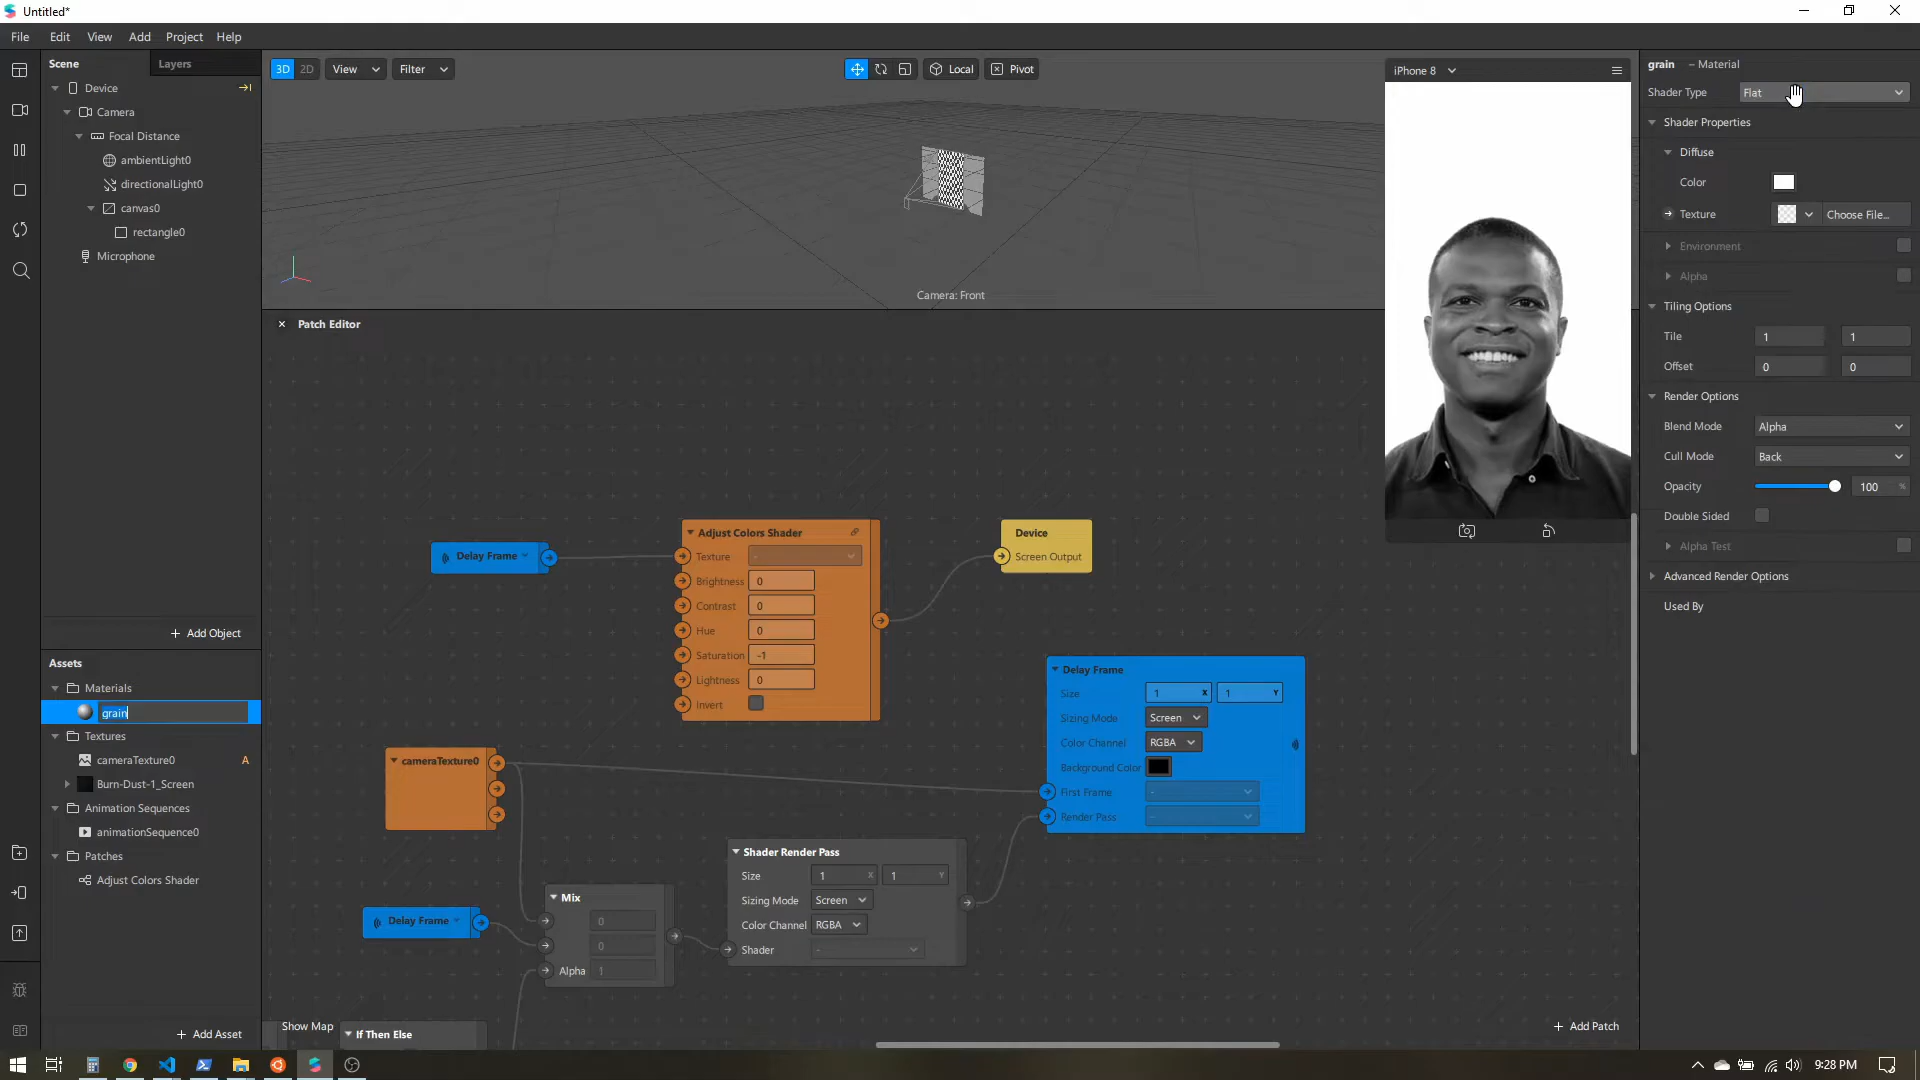 Untitled*
File Edit View Add Project Help
Scene Layers
Device
Camera
Focal Distance
ambientLight0
directionalLight0
canvas0
rectangle0
Microphone
+ Add Object
Assets
Materials
grain
Textures
cameraTexture0 A
Burn-Dust-1_Screen
Animation Sequences
animationSequence0
Patches
Adjust Colors Shader
+ Add Asset
3D 2D View Filter Local Pivot
Camera: Front
iPhone 8
× Patch Editor
Delay Frame
Adjust Colors Shader
Texture -
Brightness 0
Contrast 0
Hue 0
Saturation -1
Lightness 0
Invert
Device
Screen Output
Delay Frame
Size 1 X 1 Y
Sizing Mode Screen
Color Channel RGBA
Background Color
First Frame -
Render Pass -
cameraTexture0
Delay Frame
Mix
0
0
Alpha 1
Shader Render Pass
Size 1 X 1 Y
Sizing Mode Screen
Color Channel RGBA
Shader -
Show Map
If Then Else
+ Add Patch
grain – Material
Shader Type Flat
Shader Properties
Diffuse
Color
Texture Choose File...
Environment
Alpha
Tiling Options
Tile 1 1
Offset 0 0
Render Options
Blend Mode Alpha
Cull Mode Back
Opacity 100 %
Double Sided
Alpha Test
Advanced Render Options
Used By
9:28 PM